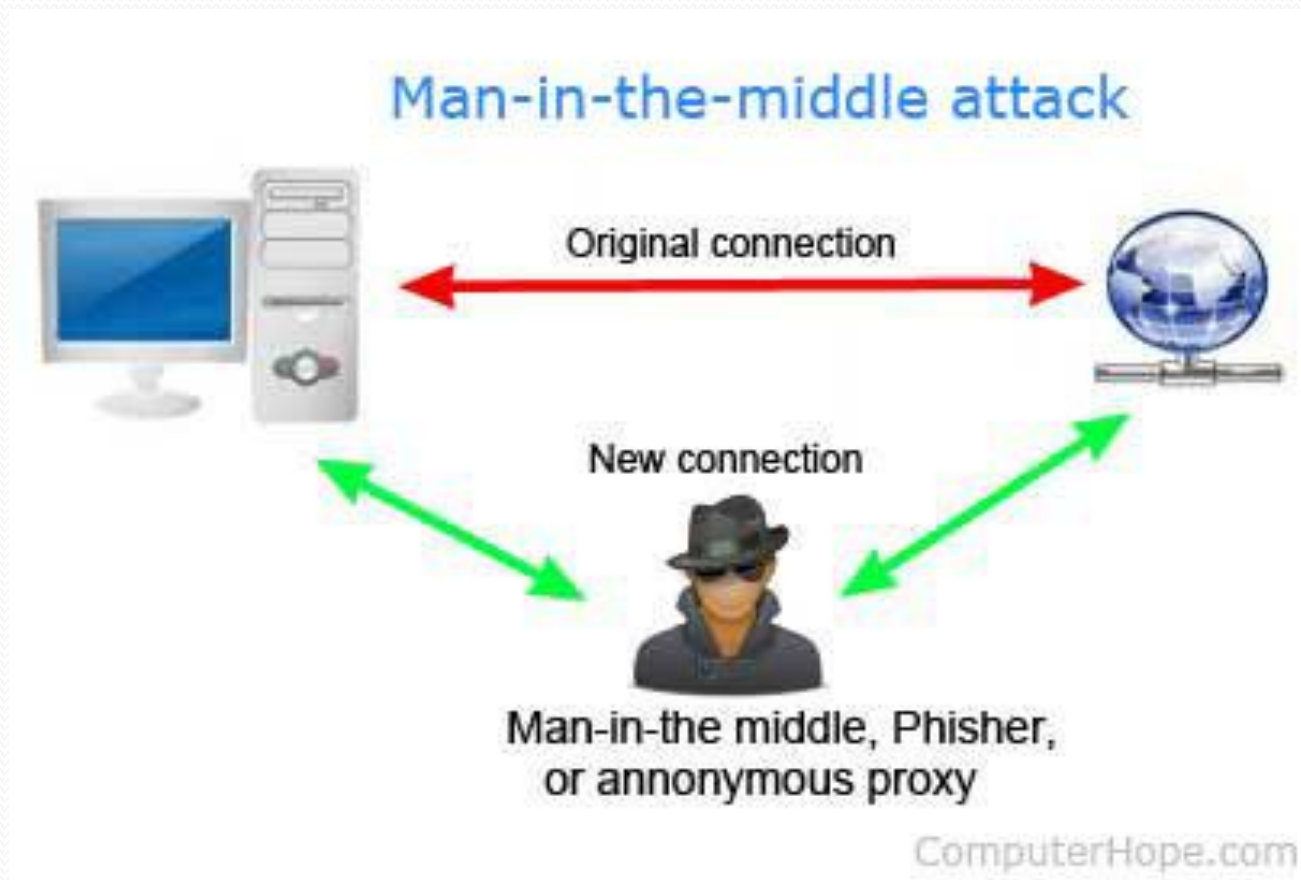 Man-in-the-middle attack
Original connection
New connection
Man-in-the middle, Phisher,
or annonymous proxy
ComputerHope.com